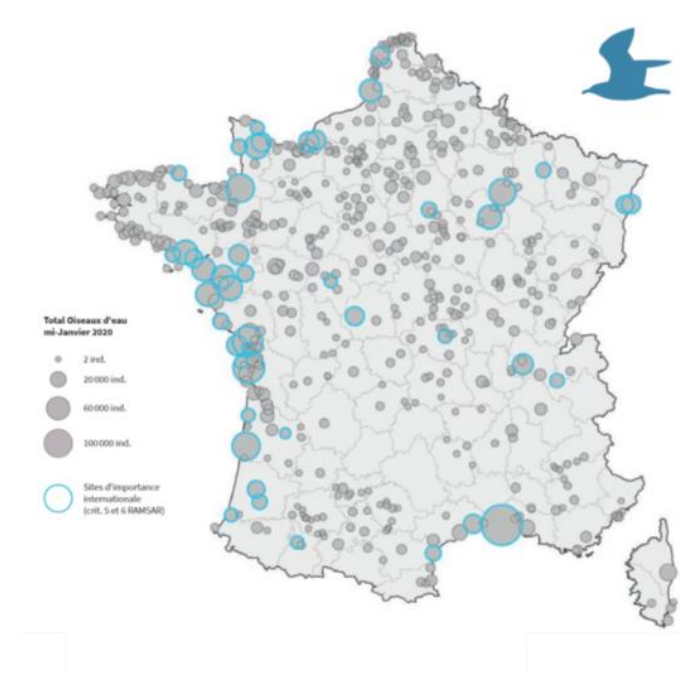 Total Oiseaux d'eau
mi-Janvier 2020
2 ind.
20 000 ind.
60 000 ind.
100 000 ind.
Sites d'importance
internationale
(crit. 5 et 6 RAMSAR)